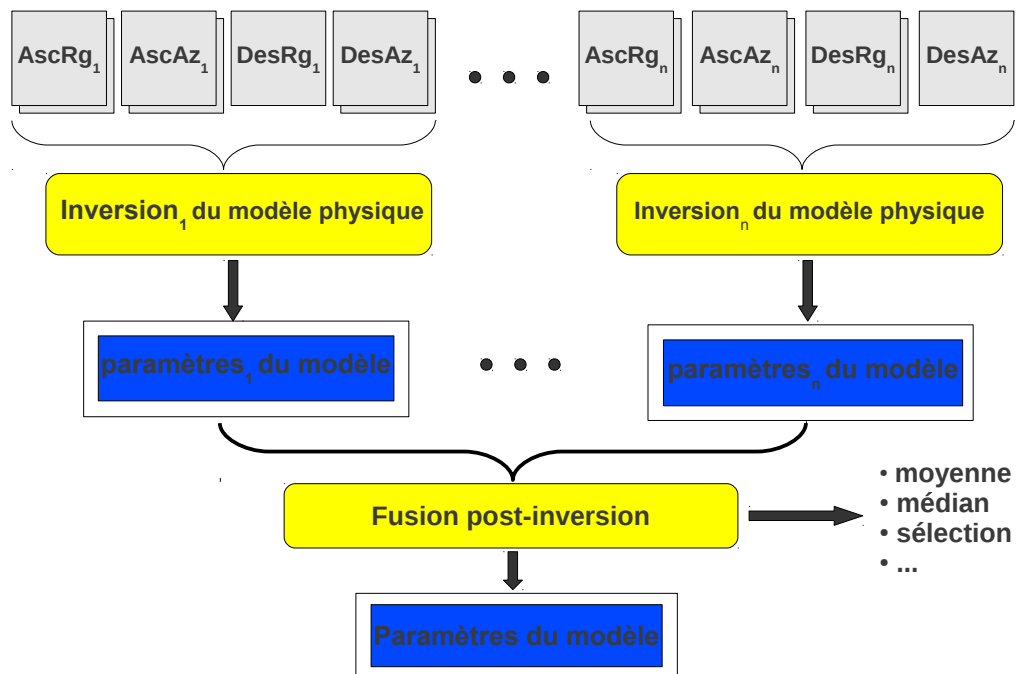 AscRg1 AscAz1 DesRg1 DesAz1 AscRgn AscAzn DesRgn DesAzn
Inversion1 du modèle physique
Inversionn du modèle physique
paramètres1 du modèle
paramètresn du modèle
Fusion post-inversion
• moyenne
• médian
• sélection
• ...
Paramètres du modèle